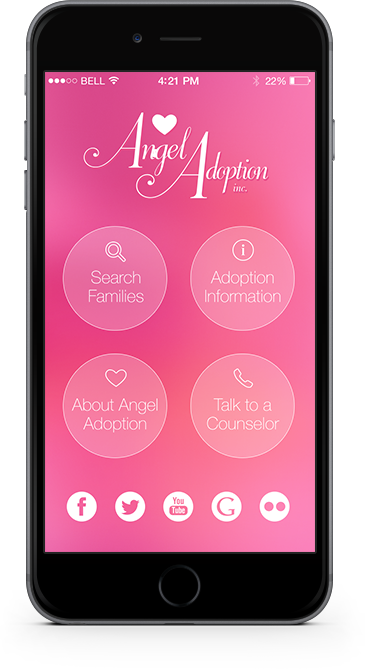 BELL 4:21 PM 22%
Angel
Adoption
inc.
Search
Families
Adoption
Information
About Angel
Adoption
Talk to a
Counselor
f
You
Tube
G